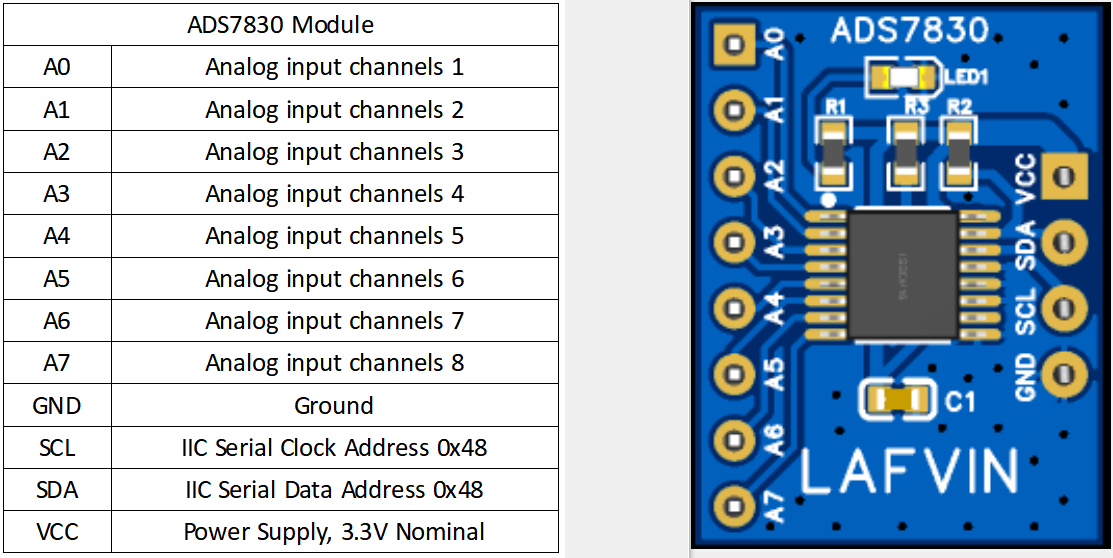 ADS7830 Module
A0 Analog input channels 1
A1 Analog input channels 2
A2 Analog input channels 3
A3 Analog input channels 4
A4 Analog input channels 5
A5 Analog input channels 6
A6 Analog input channels 7
A7 Analog input channels 8
GND Ground
SCL IIC Serial Clock Address 0x48
SDA IIC Serial Data Address 0x48
VCC Power Supply, 3.3V Nominal
ADS7830
A0
LED1
A1
R1 R3 R2
A2
VCC
A3
SDA
A4
SCL
A5
GND
C1
A6
LAFVIN
A7